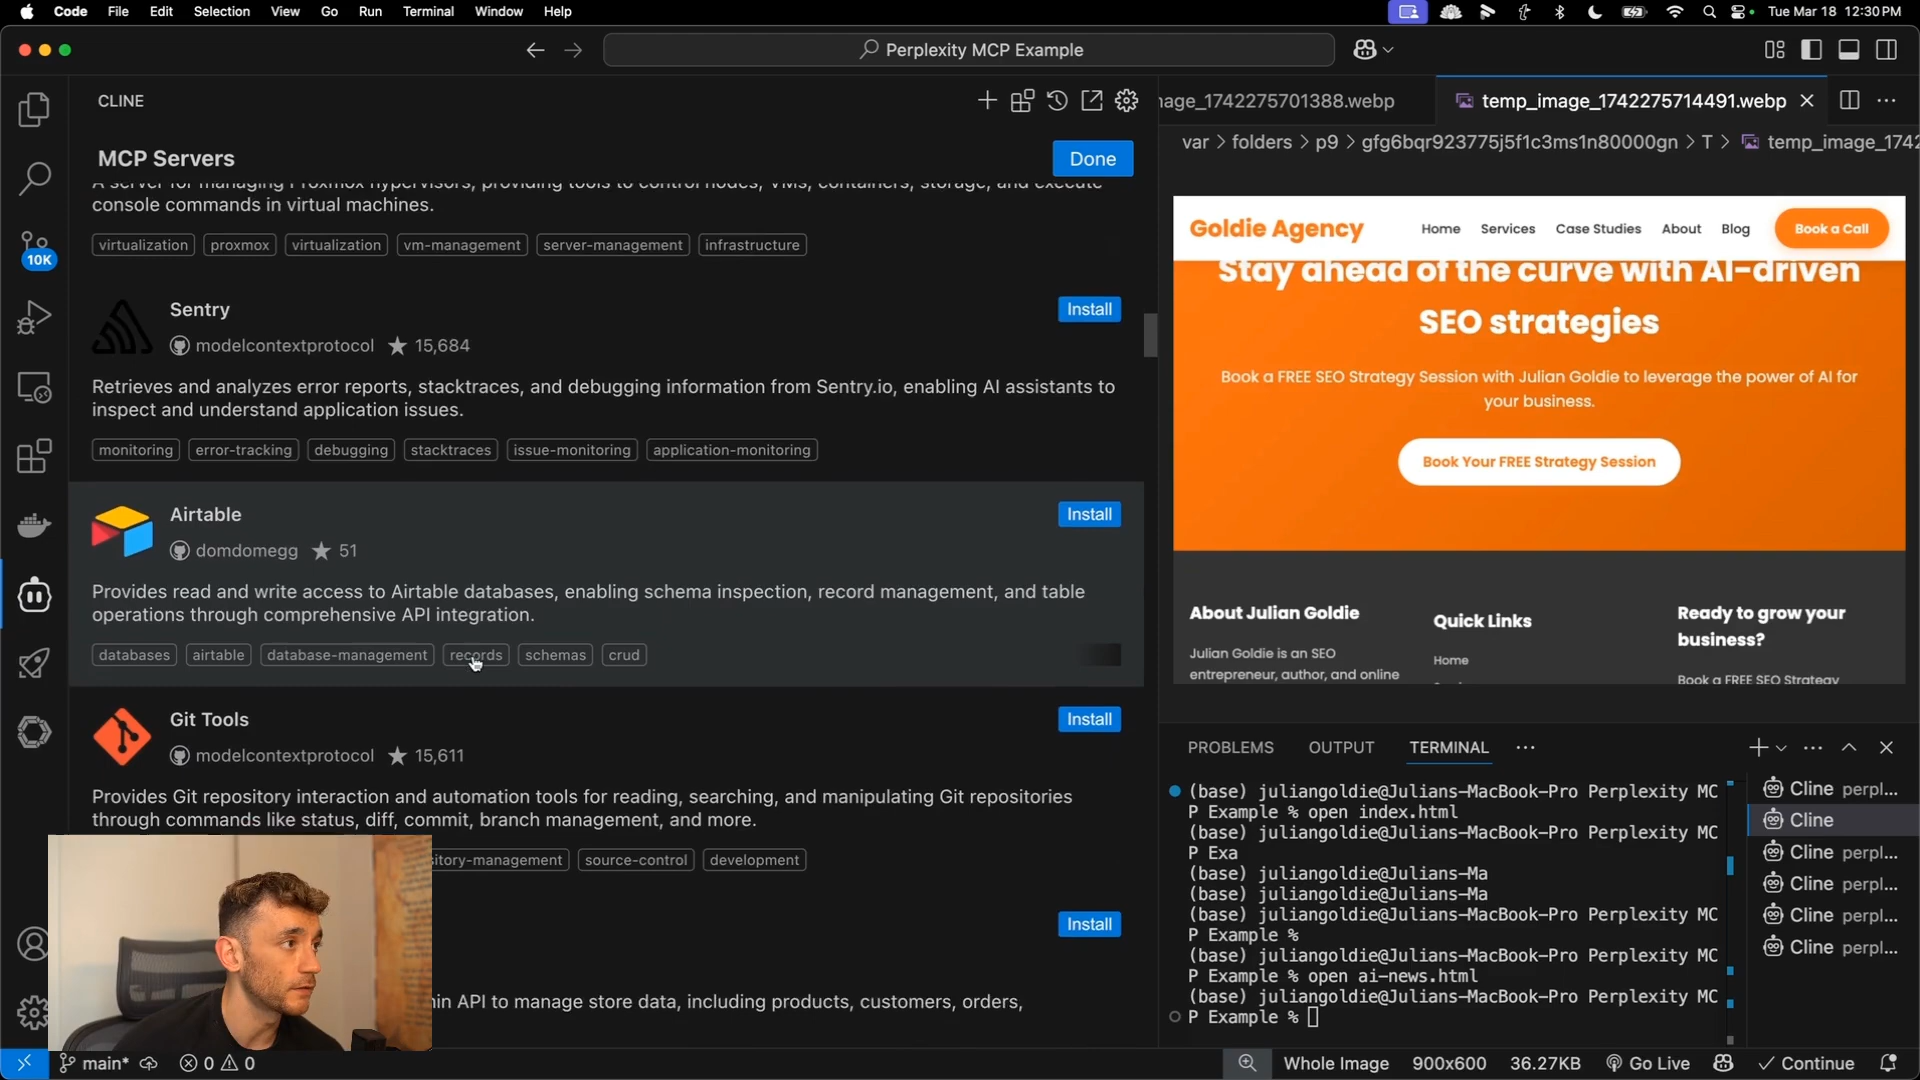 Code File Edit Selection View Go Run Terminal Window Help
Tue Mar 18 12:30 PM
Perplexity MCP Example
CLINE
MCP Servers
Done
console commands in virtual machines.
virtualization proxmox virtualization vm-management server-management infrastructure
Sentry
Install
modelcontextprotocol 15,684
Retrieves and analyzes error reports, stacktraces, and debugging information from Sentry.io, enabling AI assistants to
inspect and understand application issues.
monitoring error-tracking debugging stacktraces issue-monitoring application-monitoring
Airtable
Install
domdomegg 51
Provides read and write access to Airtable databases, enabling schema inspection, record management, and table
operations through comprehensive API integration.
databases airtable database-management records schemas crud
Git Tools
Install
modelcontextprotocol 15,611
Provides Git repository interaction and automation tools for reading, searching, and manipulating Git repositories
through commands like status, diff, commit, branch management, and more.
itory-management source-control development
Install
in API to manage store data, including products, customers, orders,
10K
nage_1742275701388.webp
temp_image_1742275714491.webp
var > folders > p9 > gfg6bqr923775j5f1c3ms1n80000gn > T > temp_image_1742
Goldie Agency
Home Services Case Studies About Blog
Book a Call
Stay ahead of the curve with AI-driven
SEO strategies
Book a FREE SEO Strategy Session with Julian Goldie to leverage the power of AI for
your business.
Book Your FREE Strategy Session
About Julian Goldie
Julian Goldie is an SEO
entrepreneur, author, and online
Quick Links
Home
Ready to grow your
business?
Book a FREE SEO Strategy
PROBLEMS OUTPUT TERMINAL
(base) juliangoldie@Julians-MacBook-Pro Perplexity MC
P Example % open index.html
(base) juliangoldie@Julians-MacBook-Pro Perplexity MC
P Exa
(base) juliangoldie@Julians-Ma
(base) juliangoldie@Julians-Ma
(base) juliangoldie@Julians-MacBook-Pro Perplexity MC
P Example %
(base) juliangoldie@Julians-MacBook-Pro Perplexity MC
P Example % open ai-news.html
(base) juliangoldie@Julians-MacBook-Pro Perplexity MC
P Example %
Cline perpl...
Cline
Cline perpl...
Cline perpl...
Cline perpl...
Cline perpl...
main* 0 0
Whole Image 900x600 36.27KB Go Live Continue